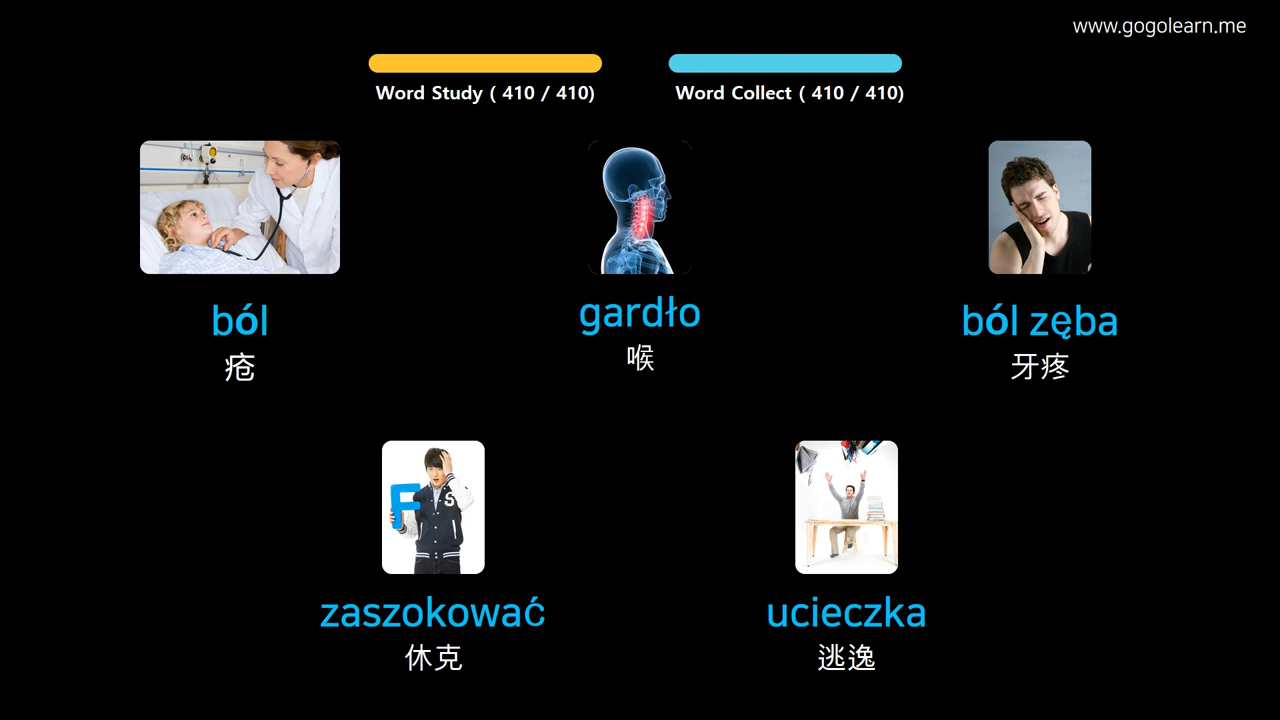 www.gogolearn.me
Word Study ( 410 / 410)
Word Collect ( 410 / 410)
ból
疮
gardło
喉
ból zęba
牙疼
F
S
zaszokować
休克
ucieczka
逃逸